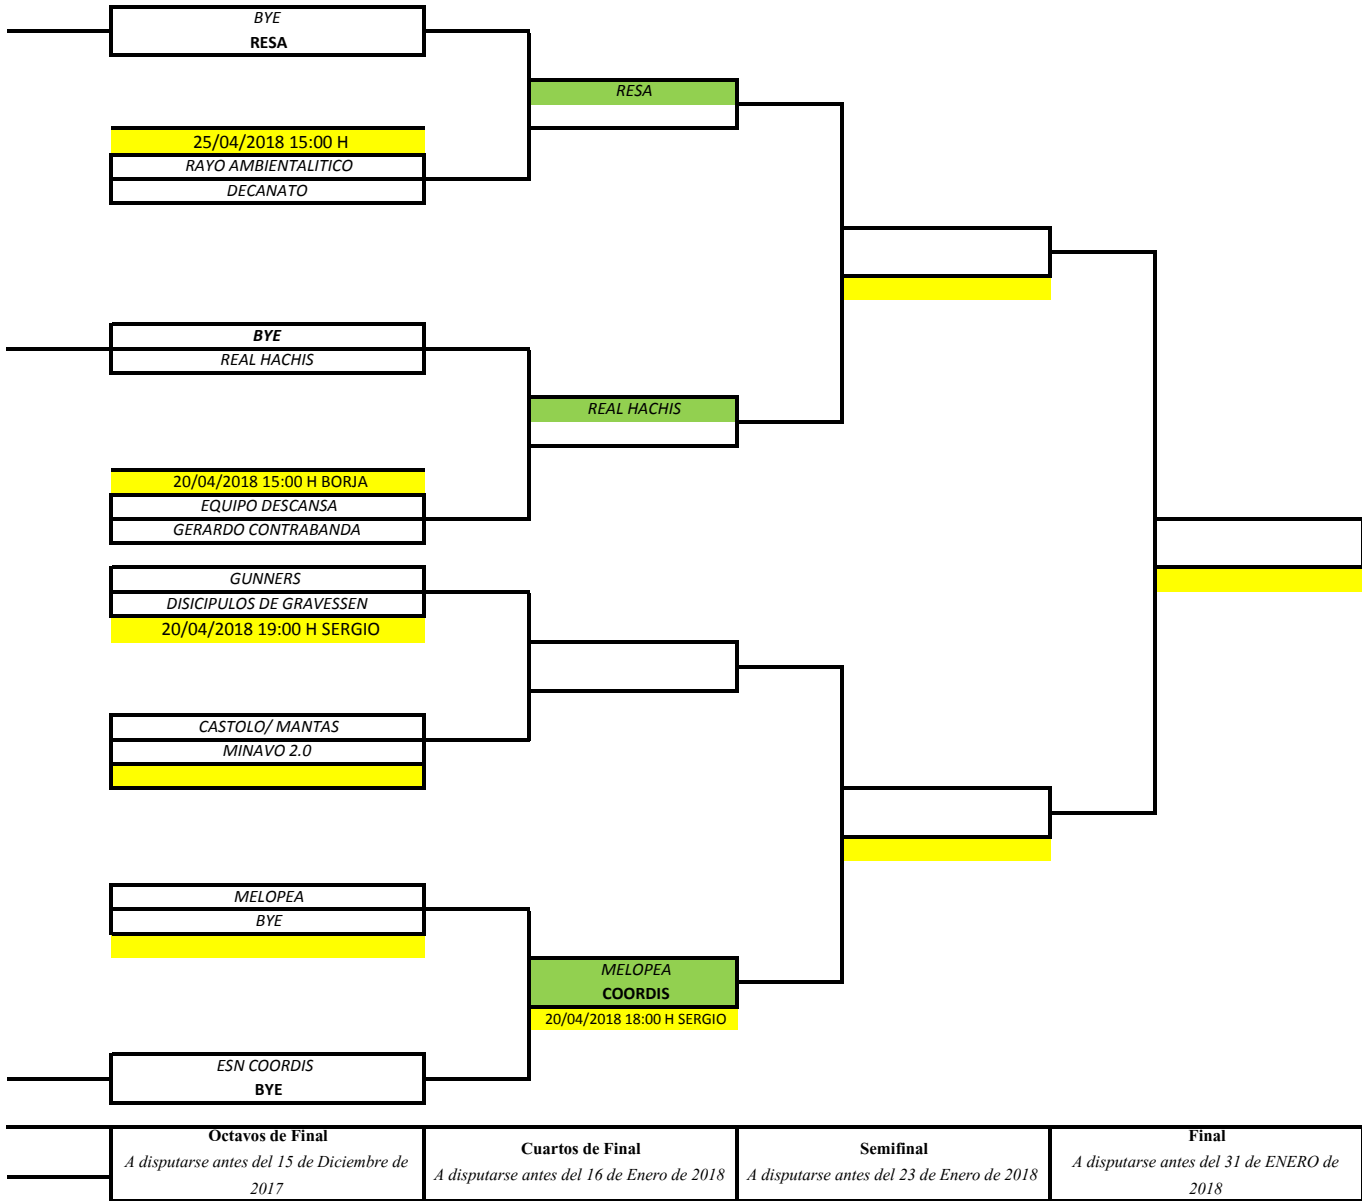 BYE
RESA
RESA
25/04/2018 15:00 H
RAYO AMBIENTALITICO
DECANATO
BYE
REAL HACHIS
REAL HACHIS
20/04/2018 15:00 H BORJA
EQUIPO DESCANSA
GERARDO CONTRABANDA
GUNNERS
DISICIPULOS DE GRAVESSEN
20/04/2018 19:00 H SERGIO
CASTOLO/ MANTAS
MINAVO 2.0
MELOPEA
BYE
MELOPEA
COORDIS
20/04/2018 18:00 H SERGIO
ESN COORDIS
BYE
Octavos de Final
A disputarse antes del 15 de Diciembre de
2017
Cuartos de Final
A disputarse antes del 16 de Enero de 2018
Semifinal
A disputarse antes del 23 de Enero de 2018
Final
A disputarse antes del 31 de ENERO de
2018